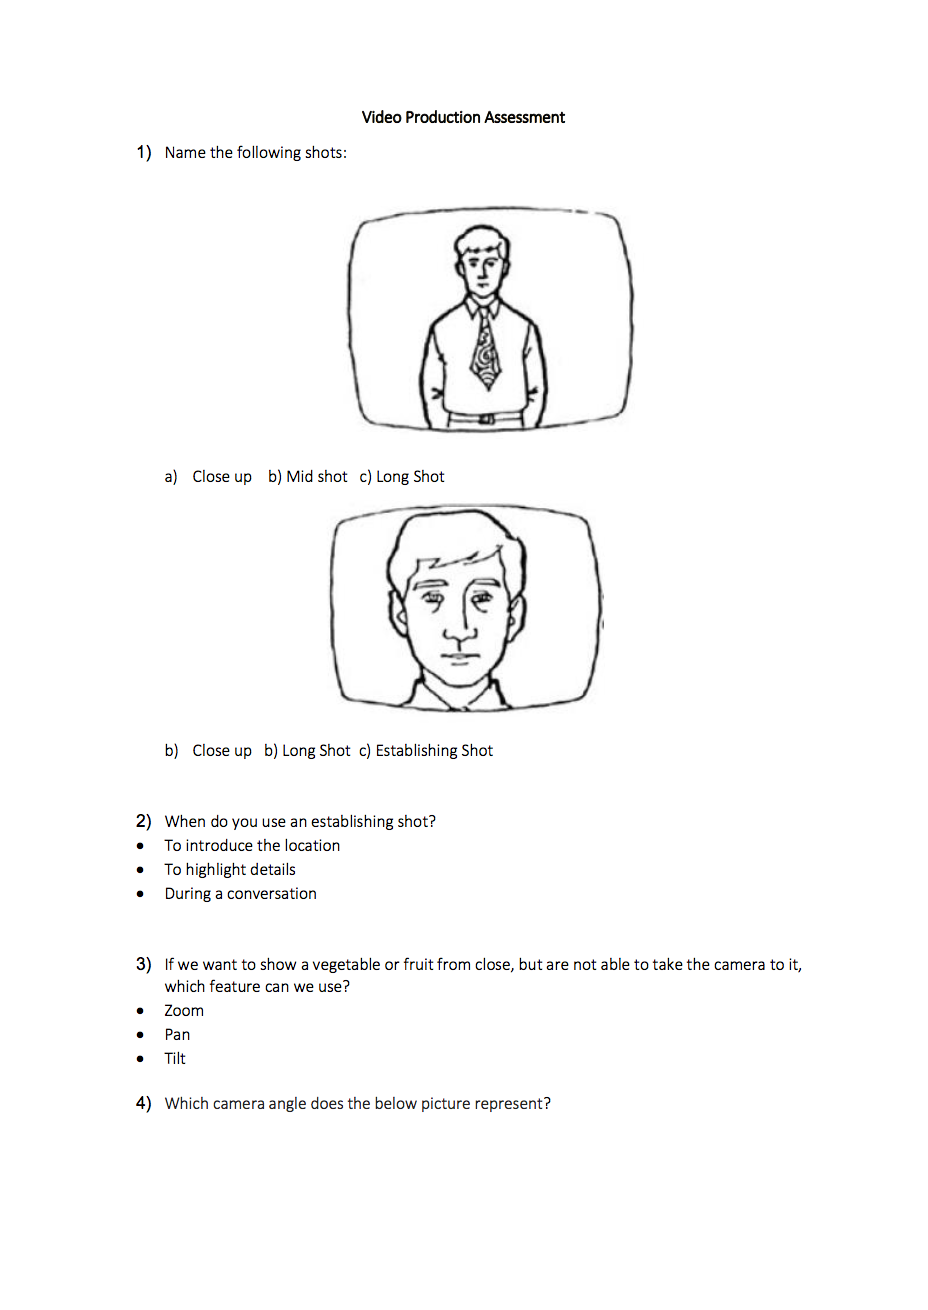 Video Production Assessment
1) Name the following shots:
a) Close up b) Mid shot c) Long Shot
b) Close up b) Long Shot c) Establishing Shot
2) When do you use an establishing shot?
• To introduce the location
• To highlight details
• During a conversation
3) If we want to show a vegetable or fruit from close, but are not able to take the camera to it,
which feature can we use?
• Zoom
• Pan
• Tilt
4) Which camera angle does the below picture represent?